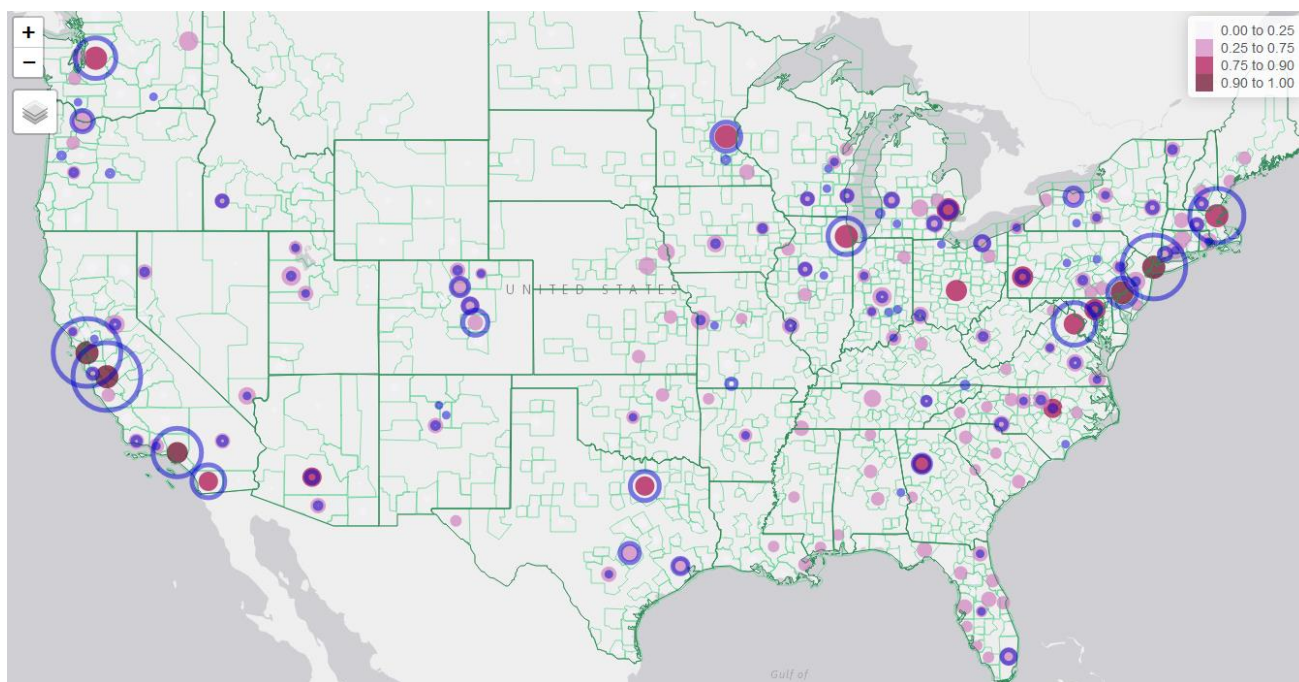 +
−
0.00 to 0.25
0.25 to 0.75
0.75 to 0.90
0.90 to 1.00
UNITED STATES
Gulf of